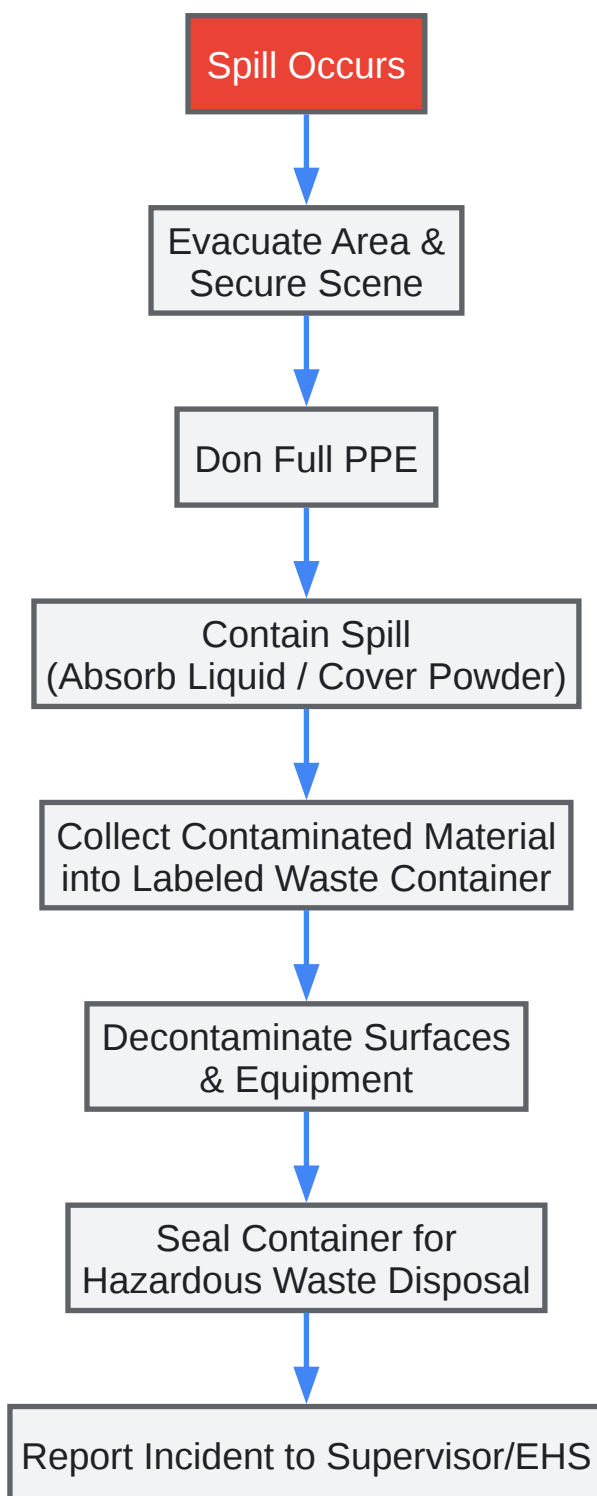 Spill Occurs
Evacuate Area &
Secure Scene
Don Full PPE
Contain Spill
(Absorb Liquid / Cover Powder)
Collect Contaminated Material
into Labeled Waste Container
Decontaminate Surfaces
& Equipment
Seal Container for
Hazardous Waste Disposal
Report Incident to Supervisor/EHS